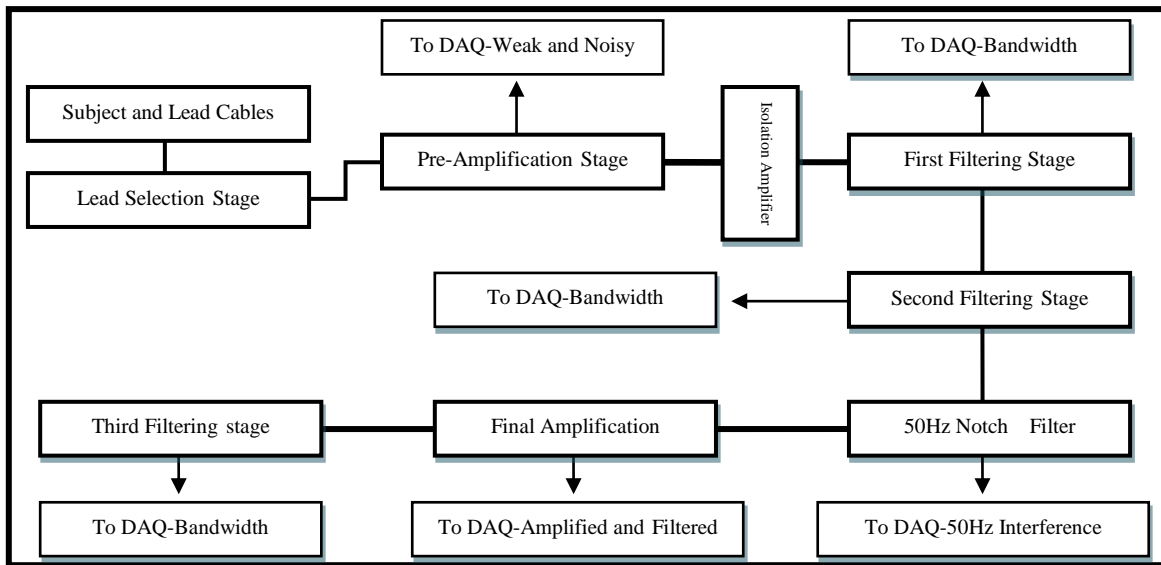 To DAQ-Weak and Noisy
To DAQ-Bandwidth
Subject and Lead Cables
Isolation Amplifier
Pre-Amplification Stage
First Filtering Stage
Lead Selection Stage
To DAQ-Bandwidth
Second Filtering Stage
Third Filtering stage
Final Amplification
50Hz Notch Filter
To DAQ-Bandwidth
To DAQ-Amplified and Filtered
To DAQ-50Hz Interference